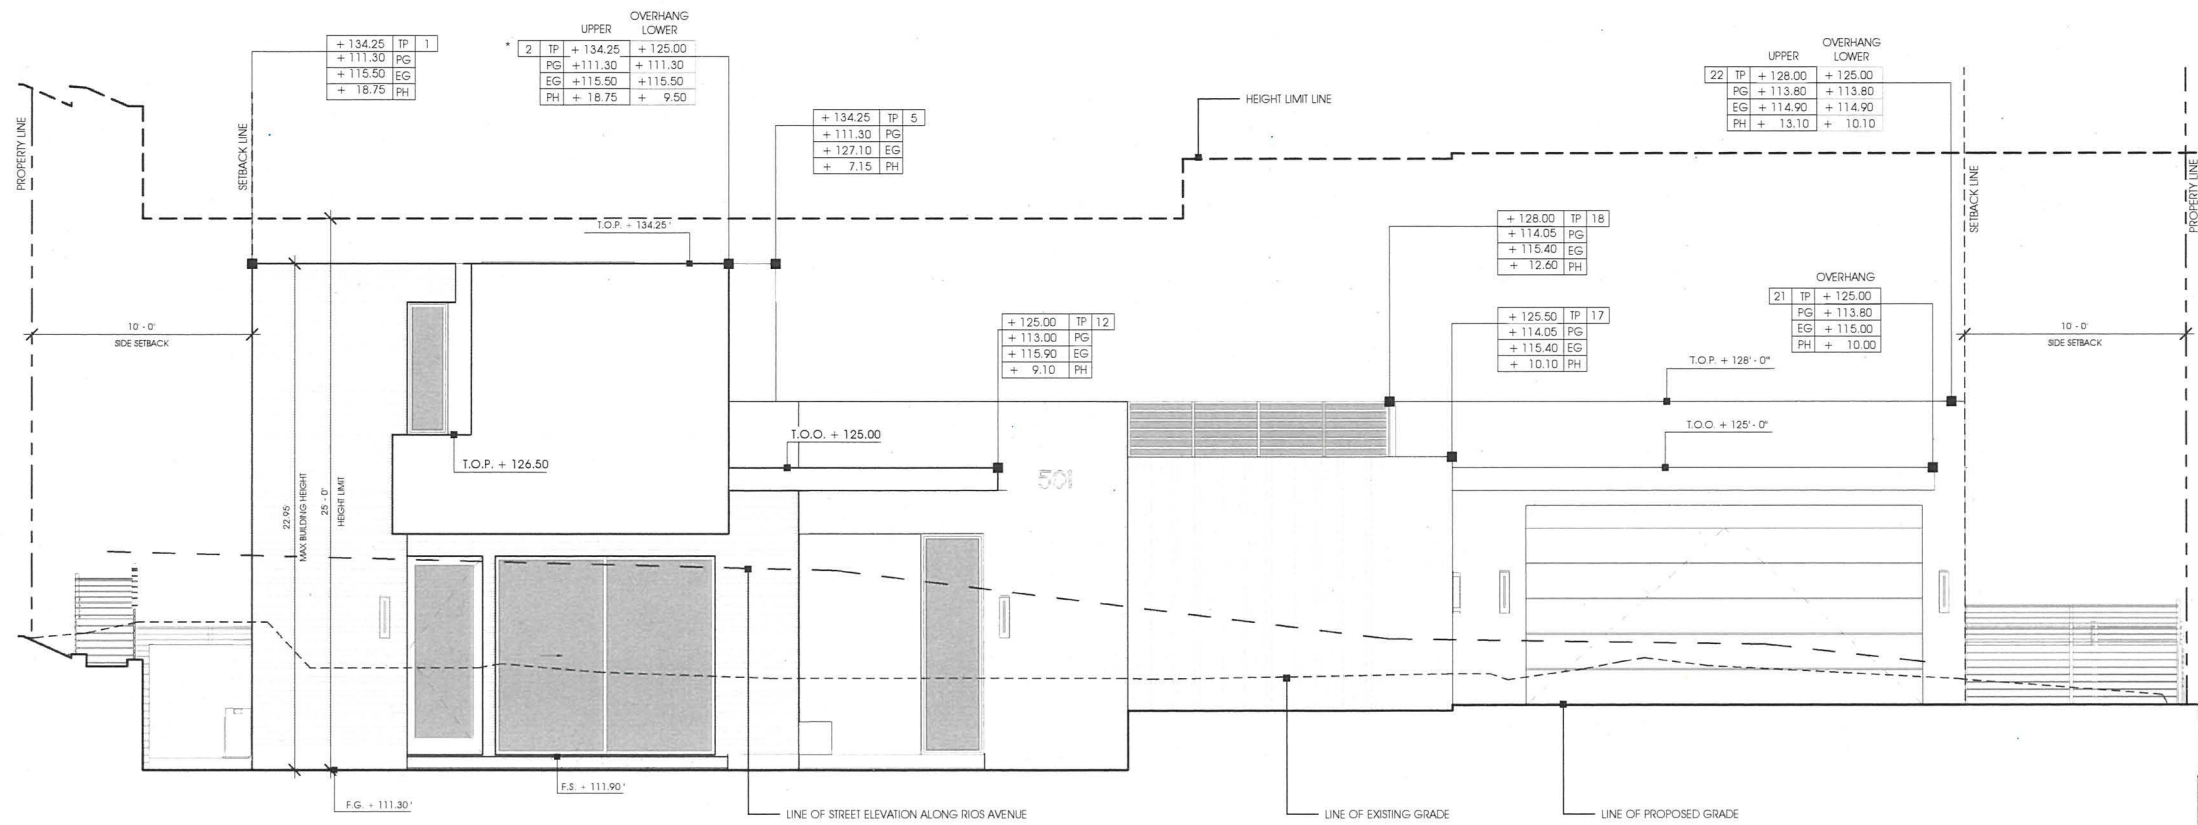 + 134.25 TP 1
+ 111.30 PG
+ 115.50 EG
+ 18.75 PH
UPPER OVERHANG LOWER
* 2 TP + 134.25 + 125.00
PG +111.30 + 111.30
EG +115.50 +115.50
PH + 18.75 + 9.50
+ 134.25 TP 5
+ 111.30 PG
+ 127.10 EG
+ 7.15 PH
HEIGHT LIMIT LINE
UPPER OVERHANG LOWER
22 TP + 128.00 + 125.00
PG + 113.80 + 113.80
EG + 114.90 + 114.90
PH + 13.10 + 10.10
PROPERTY LINE
SETBACK LINE
SETBACK LINE
PROPERTY LINE
T.O.P. + 134.25'
+ 128.00 TP 18
+ 114.05 PG
+ 115.40 EG
+ 12.60 PH
OVERHANG
21 TP + 125.00
PG + 113.80
EG + 115.00
PH + 10.00
10' - 0'
SIDE SETBACK
+ 125.00 TP 12
+ 113.00 PG
+ 115.90 EG
+ 9.10 PH
+ 125.50 TP 17
+ 114.05 PG
+ 115.40 EG
+ 10.10 PH
10' - 0'
SIDE SETBACK
T.O.P. + 128' - 0"
T.O.O. + 125.00
T.O.O. + 125' - 0"
T.O.P. + 126.50
501
22.95
MAX BUILDING HEIGHT
25' - 0'
HEIGHT LIMIT
F.S. + 111.90'
F.G. + 111.30'
LINE OF STREET ELEVATION ALONG RIOS AVENUE
LINE OF EXISTING GRADE
LINE OF PROPOSED GRADE